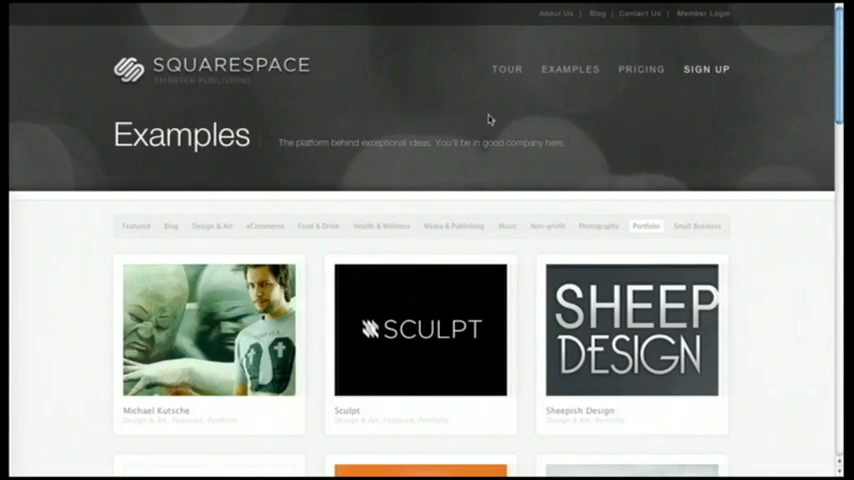 About Us | Blog | Contact Us | Member Login
SQUARESPACE
SMARTER PUBLISHING
TOUR EXAMPLES PRICING SIGN UP
Examples
The platform behind exceptional ideas. You'll be in good company here.
Featured Blog Design & Art eCommerce Food & Drink Health & Wellness Media & Publishing Music Non-profit Photography Portfolio Small Business
SCULPT
SHEEP
DESIGN
Michael Kutsche
Design & Art, Featured, Portfolio
Sculpt
Design & Art, Featured, Portfolio
Sheepish Design
Design & Art, Portfolio